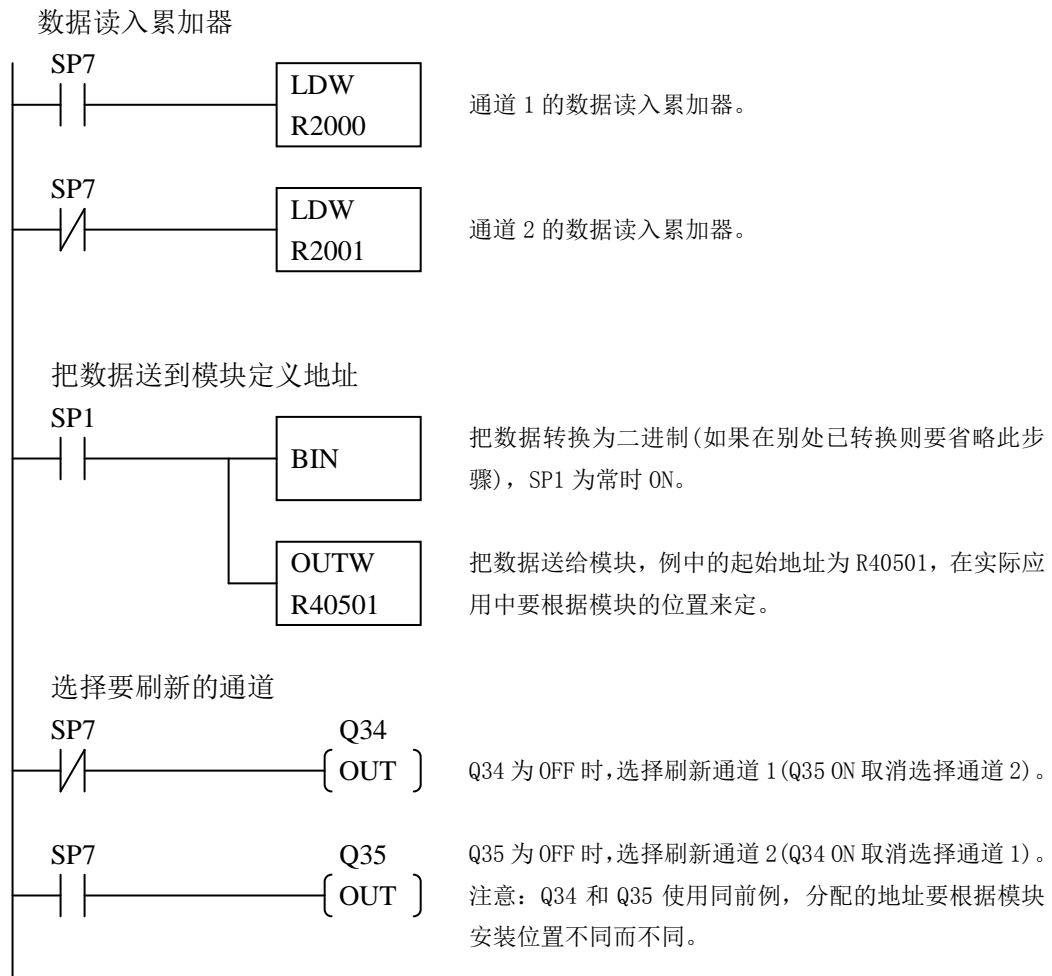 数据读入累加器
SP7
LDW
R2000
通道 1 的数据读入累加器。
SP7
LDW
R2001
通道 2 的数据读入累加器。
把数据送到模块定义地址
SP1
BIN
把数据转换为二进制(如果在别处已转换则要省略此步
骤)，SP1 为常时 ON。
OUTW
R40501
把数据送给模块，例中的起始地址为 R40501，在实际应
用中要根据模块的位置来定。
选择要刷新的通道
SP7
Q34
OUT
Q34 为 OFF 时，选择刷新通道 1(Q35 ON 取消选择通道 2)。
SP7
Q35
OUT
Q35 为 OFF 时，选择刷新通道 2(Q34 ON 取消选择通道 1)。
注意：Q34 和 Q35 使用同前例，分配的地址要根据模块
安装位置不同而不同。